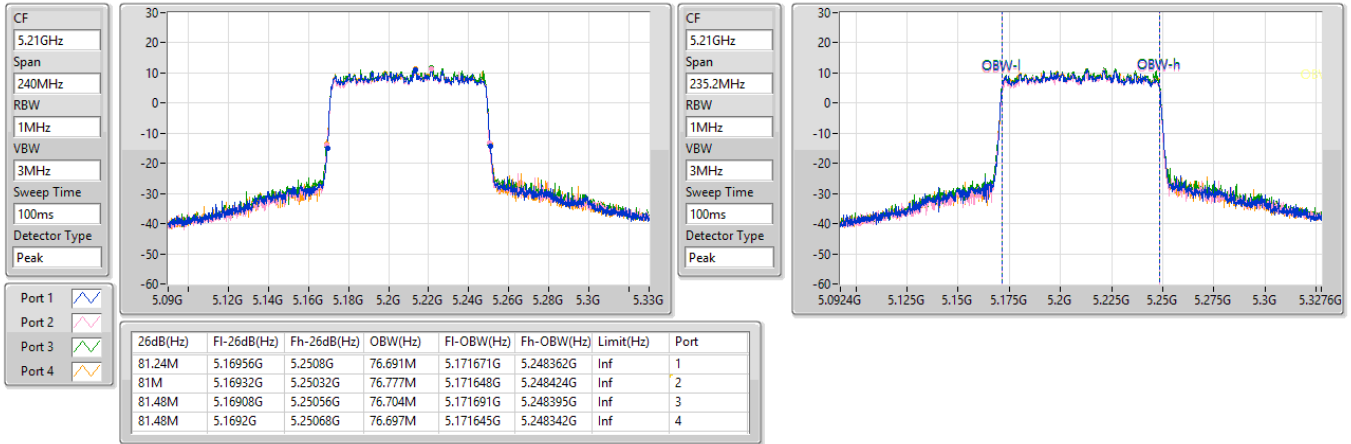 CF
5.21GHz
Span
240MHz
RBW
1MHz
VBW
3MHz
Sweep Time
100ms
Detector Type
Peak
30
20
10
0
-10
-20
-30
-40
-50
-60
5.09G 5.12G 5.14G 5.16G 5.18G 5.2G 5.22G 5.24G 5.26G 5.28G 5.3G 5.33G
CF
5.21GHz
Span
235.2MHz
RBW
1MHz
VBW
3MHz
Sweep Time
100ms
Detector Type
Peak
30
20
10
0
-10
-20
-30
-40
-50
-60
OBW-l OBW-h
5.0924G 5.125G 5.15G 5.175G 5.2G 5.225G 5.25G 5.275G 5.3G 5.3276G
Port 1
Port 2
Port 3
Port 4
26dB(Hz) Fl-26dB(Hz) Fh-26dB(Hz) OBW(Hz) Fl-OBW(Hz) Fh-OBW(Hz) Limit(Hz) Port
81.24M 5.16956G 5.2508G 76.691M 5.171671G 5.248362G Inf 1
81M 5.16932G 5.25032G 76.777M 5.171648G 5.248424G Inf 2
81.48M 5.16908G 5.25056G 76.704M 5.171691G 5.248395G Inf 3
81.48M 5.1692G 5.25068G 76.697M 5.171645G 5.248342G Inf 4